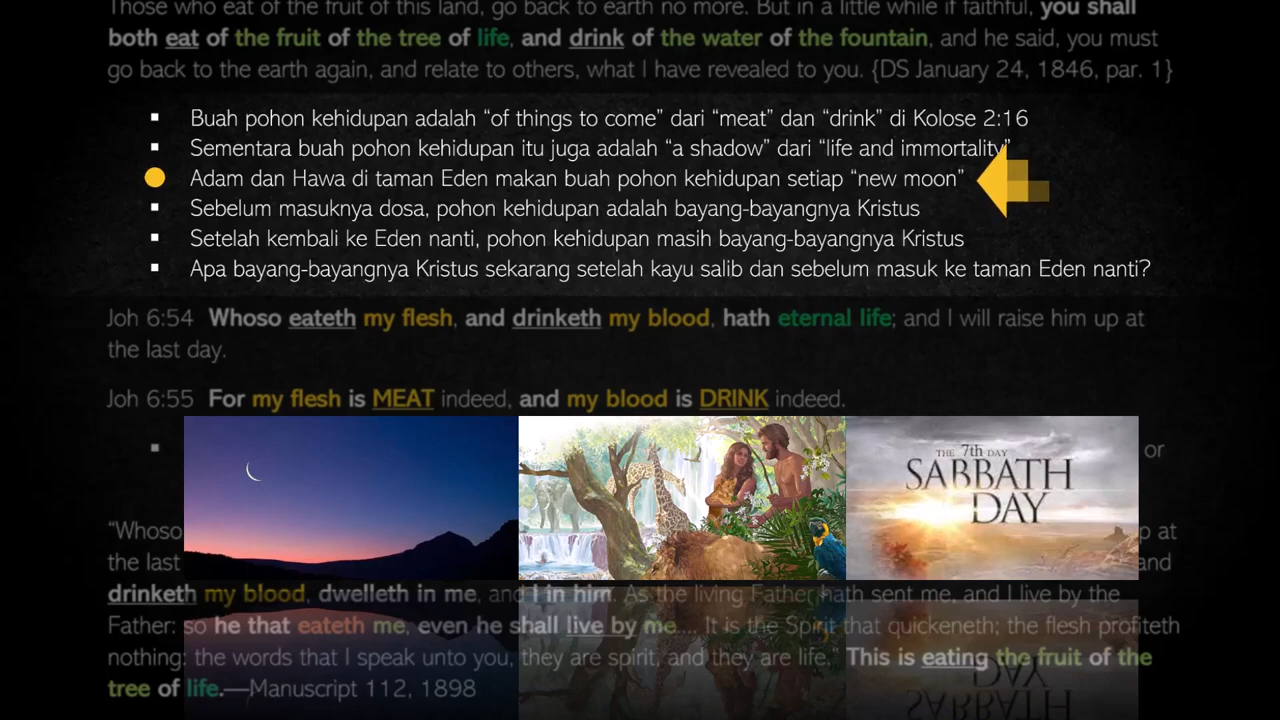 Those who eat of the fruit of this land, go back to earth no more. But in a little while if faithful, you shall
both eat of the fruit of the tree of life, and drink of the water of the fountain, and he said, you must
go back to the earth again, and relate to others, what I have revealed to you. {DS January 24, 1846, par. 1}
▪ Buah pohon kehidupan adalah “of things to come” dari “meat” dan “drink” di Kolose 2:16
▪ Sementara buah pohon kehidupan itu juga adalah “a shadow” dari “life and immortality”
Adam dan Hawa di taman Eden makan buah pohon kehidupan setiap “new moon”
▪ Sebelum masuknya dosa, pohon kehidupan adalah bayang-bayangnya Kristus
▪ Setelah kembali ke Eden nanti, pohon kehidupan masih bayang-bayangnya Kristus
▪ Apa bayang-bayangnya Kristus sekarang setelah kayu salib dan sebelum masuk ke taman Eden nanti?
Joh 6:54 Whoso eateth my flesh, and drinketh my blood, hath eternal life; and I will raise him up at
the last day.
Joh 6:55 For my flesh is MEAT indeed, and my blood is DRINK indeed.
▪ or
THE 7th DAY
SABBATH
DAY
“Whoso p at
the last and
drinketh my blood, dwelleth in me, and I in him. As the living Father hath sent me, and I live by the
Father: so he that eateth me, even he shall live by me.... It is the Spirit that quickeneth; the flesh profiteth
nothing: the words that I speak unto you, they are spirit, and they are life. This is eating the fruit of the
tree of life.—Manuscript 112, 1898